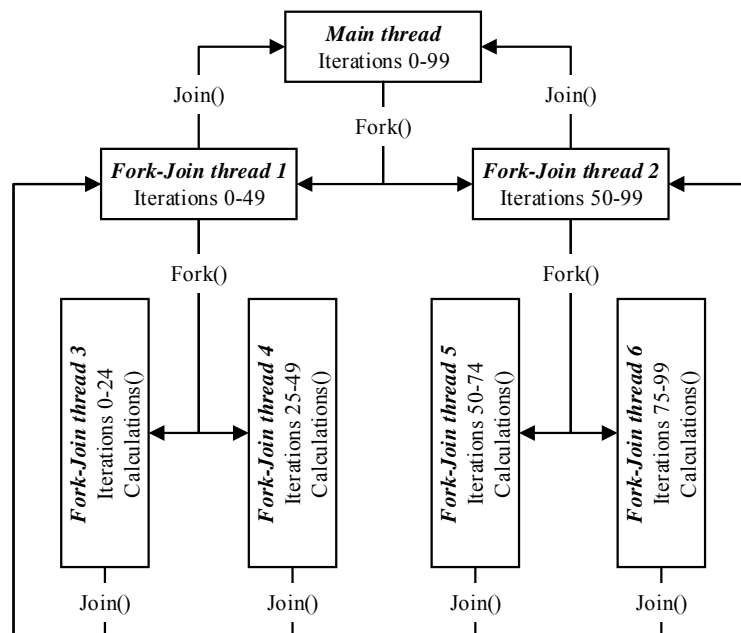 Main thread
Iterations 0-99
Join()
Join()
Fork()
Fork-Join thread 1
Iterations 0-49
Fork-Join thread 2
Iterations 50-99
Fork()
Fork()
Fork-Join thread 3
Iterations 0-24
Calculations()
Fork-Join thread 4
Iterations 25-49
Calculations()
Fork-Join thread 5
Iterations 50-74
Calculations()
Fork-Join thread 6
Iterations 75-99
Calculations()
Join()
Join()
Join()
Join()